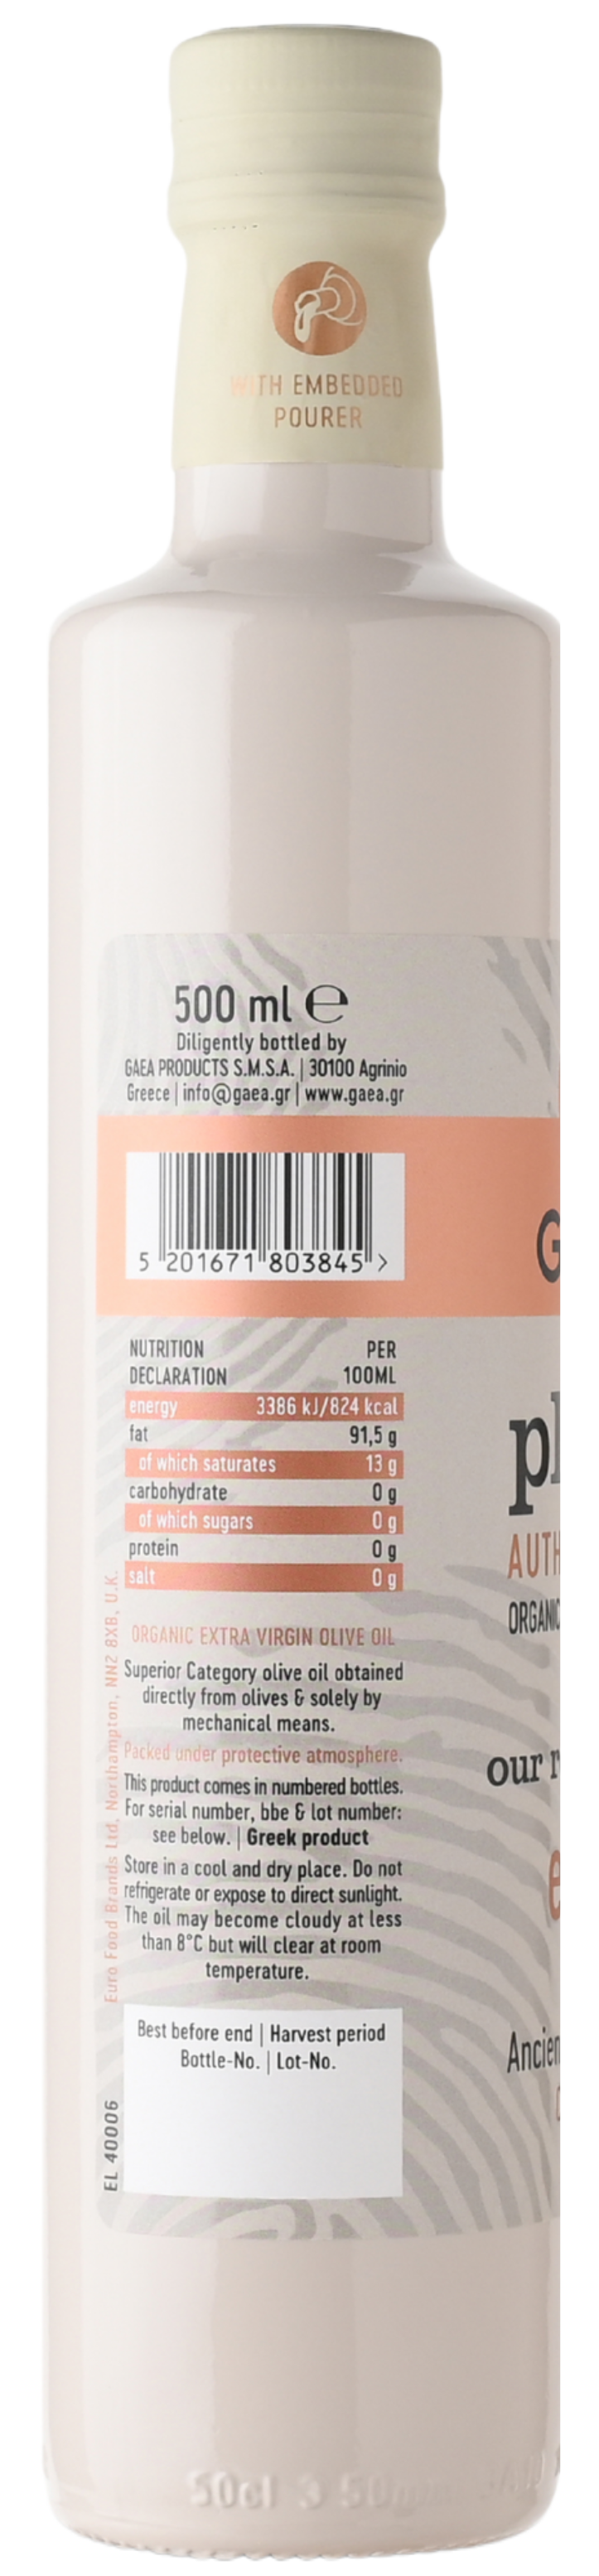 WITH EMBEDDED
POURER
500 ml ℮
Diligently bottled by
GAEA PRODUCTS S.M.S.A. | 30100 Agrinio
Greece | info@gaea.gr | www.gaea.gr
5 201671 803845 >
NUTRITION PER
DECLARATION 100ML
energy 3386 kJ/824 kcal
fat 91,5 g
of which saturates 13 g
carbohydrate 0 g
of which sugars 0 g
protein 0 g
salt 0 g
ORGANIC EXTRA VIRGIN OLIVE OIL
Superior Category olive oil obtained
directly from olives & solely by
mechanical means.
Packed under protective atmosphere.
This product comes in numbered bottles.
For serial number, bbe & lot number:
see below. | Greek product
Store in a cool and dry place. Do not
refrigerate or expose to direct sunlight.
The oil may become cloudy at less
than 8°C but will clear at room
temperature.
Best before end | Harvest period
Bottle-No. | Lot-No.
Euro Food Brands Ltd, Northampton, NN2 8XB, U.K.
EL 40006
G
pl
AUTH
ORGANIC
our r
e
Ancien
50cl 3 50